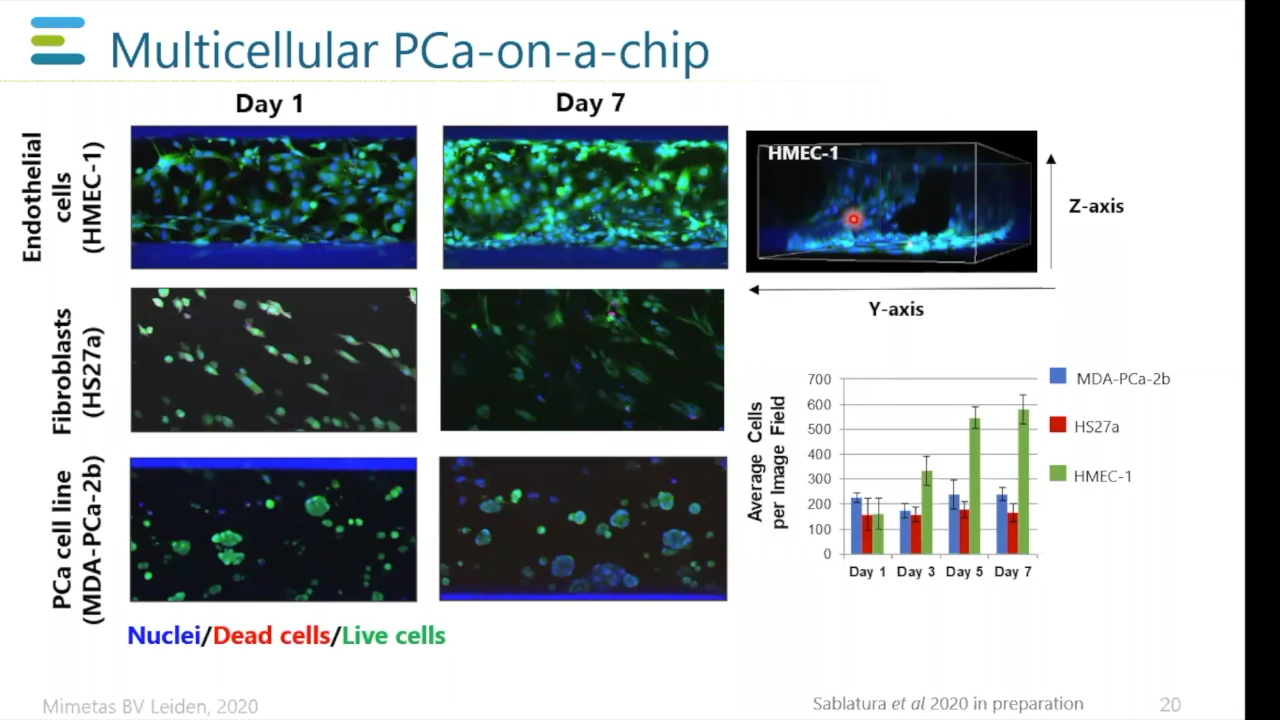 Multicellular PCa-on-a-chip
Day 1
Day 7
Endothelial
cells
(HMEC-1)
HMEC-1
Z-axis
Y-axis
Fibroblasts
(HS27a)
PCa cell line
(MDA-PCa-2b)
Average Cells
per Image Field
700
600
500
400
300
200
100
0
Day 1
Day 3
Day 5
Day 7
MDA-PCa-2b
HS27a
HMEC-1
Nuclei/Dead cells/Live cells
Mimetas BV Leiden, 2020
Sablatura et al 2020 in preparation
20